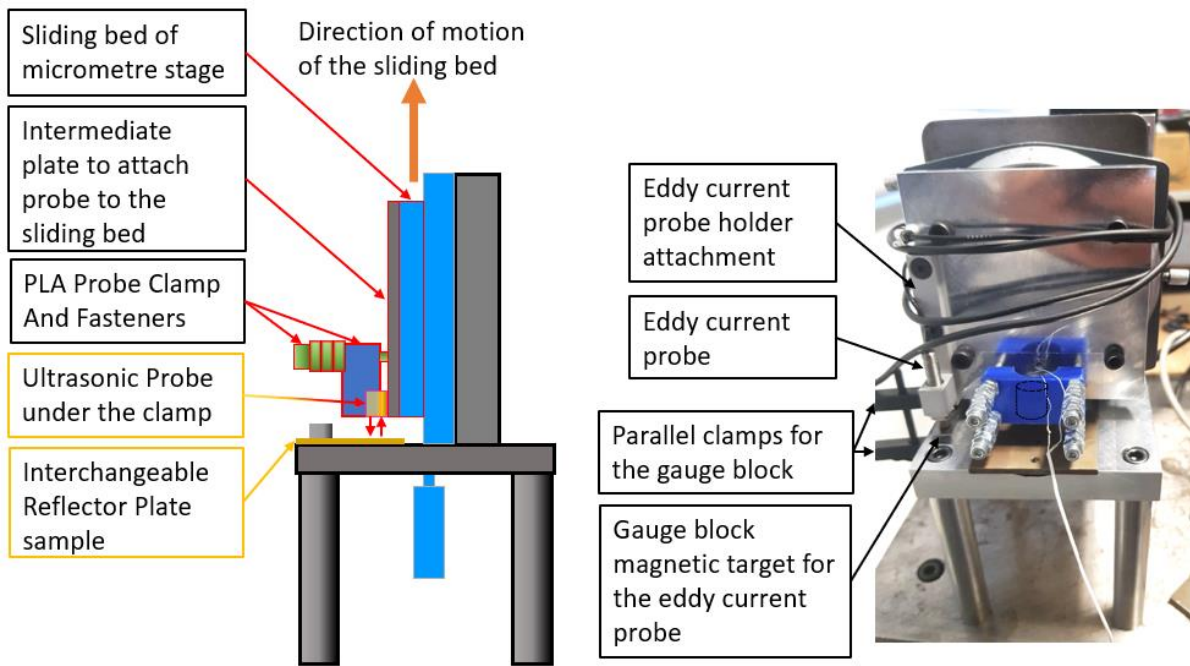 Sliding bed of
micrometre stage
Direction of motion
of the sliding bed
Intermediate
plate to attach
probe to the
sliding bed
PLA Probe Clamp
And Fasteners
Ultrasonic Probe
under the clamp
Interchangeable
Reflector Plate
sample
Eddy current
probe holder
attachment
Eddy current
probe
Parallel clamps for
the gauge block
Gauge block
magnetic target for
the eddy current
probe